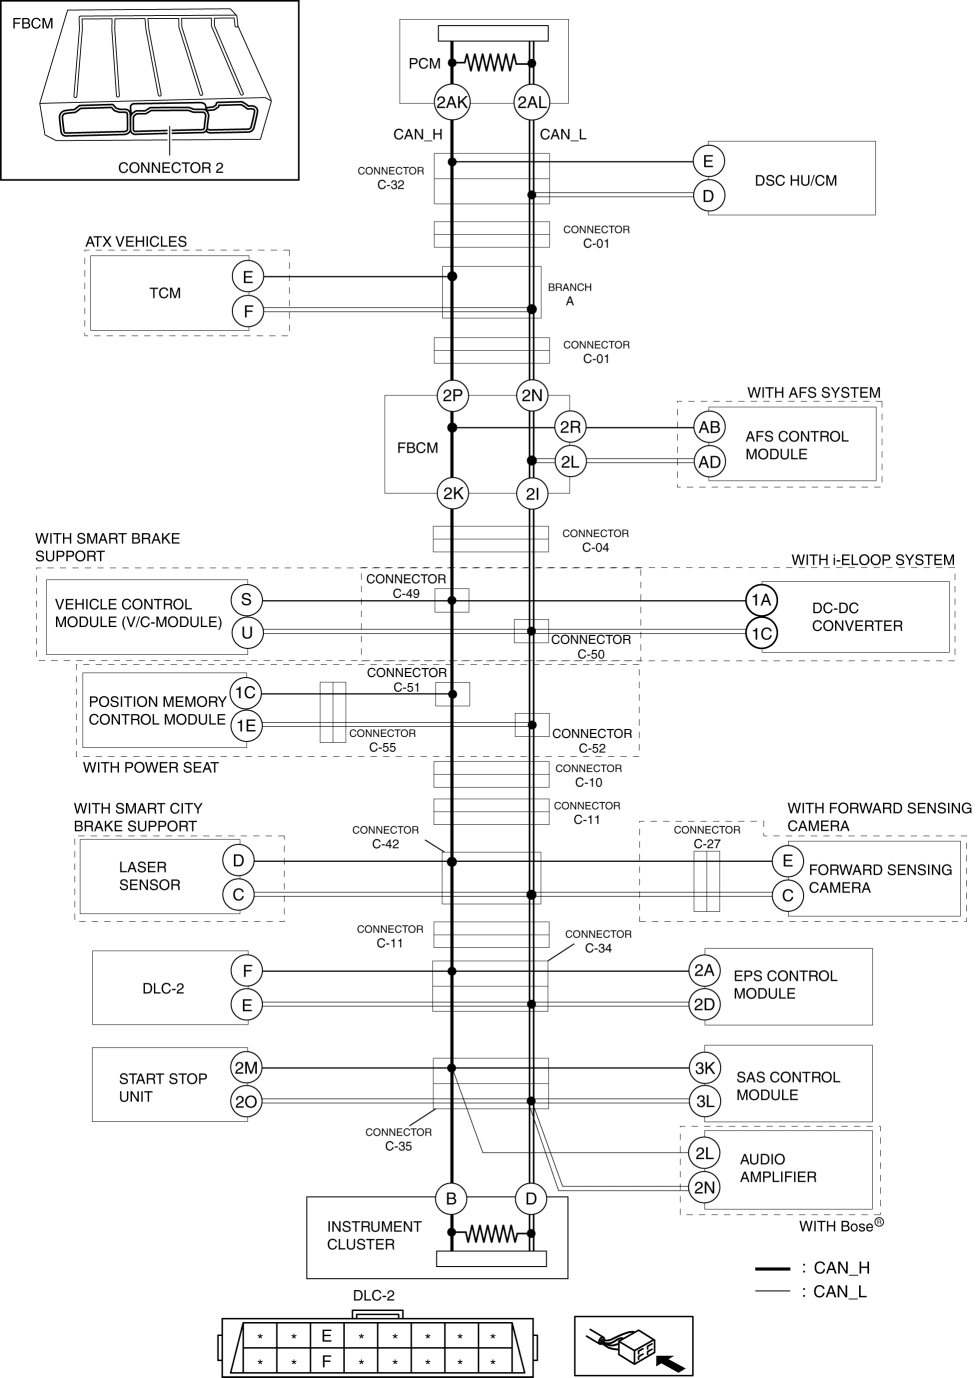 FBCM
CONNECTOR 2
PCM
2AK
2AL
CAN_H
CAN_L
CONNECTOR
C-32
E
D
DSC HU/CM
CONNECTOR
C-01
ATX VEHICLES
TCM
E
F
BRANCH
A
CONNECTOR
C-01
2P
2N
WITH AFS SYSTEM
FBCM
2R
2L
AB
AD
AFS CONTROL
MODULE
2K
2I
CONNECTOR
C-04
WITH SMART BRAKE
SUPPORT
WITH i-ELOOP SYSTEM
CONNECTOR
C-49
VEHICLE CONTROL
MODULE (V/C-MODULE)
S
U
1A
1C
DC-DC
CONVERTER
CONNECTOR
C-50
CONNECTOR
C-51
POSITION MEMORY
CONTROL MODULE
1C
1E
CONNECTOR
C-55
CONNECTOR
C-52
WITH POWER SEAT
CONNECTOR
C-10
CONNECTOR
C-11
WITH SMART CITY
BRAKE SUPPORT
WITH FORWARD SENSING
CAMERA
CONNECTOR
C-42
CONNECTOR
C-27
LASER
SENSOR
D
C
E
C
FORWARD SENSING
CAMERA
CONNECTOR
C-11
CONNECTOR
C-34
DLC-2
F
E
2A
2D
EPS CONTROL
MODULE
START STOP
UNIT
2M
2O
3K
3L
SAS CONTROL
MODULE
CONNECTOR
C-35
2L
2N
AUDIO
AMPLIFIER
WITH Bose®
B
D
INSTRUMENT
CLUSTER
: CAN_H
: CAN_L
DLC-2
* * E * * * * *
* * F * * * * *